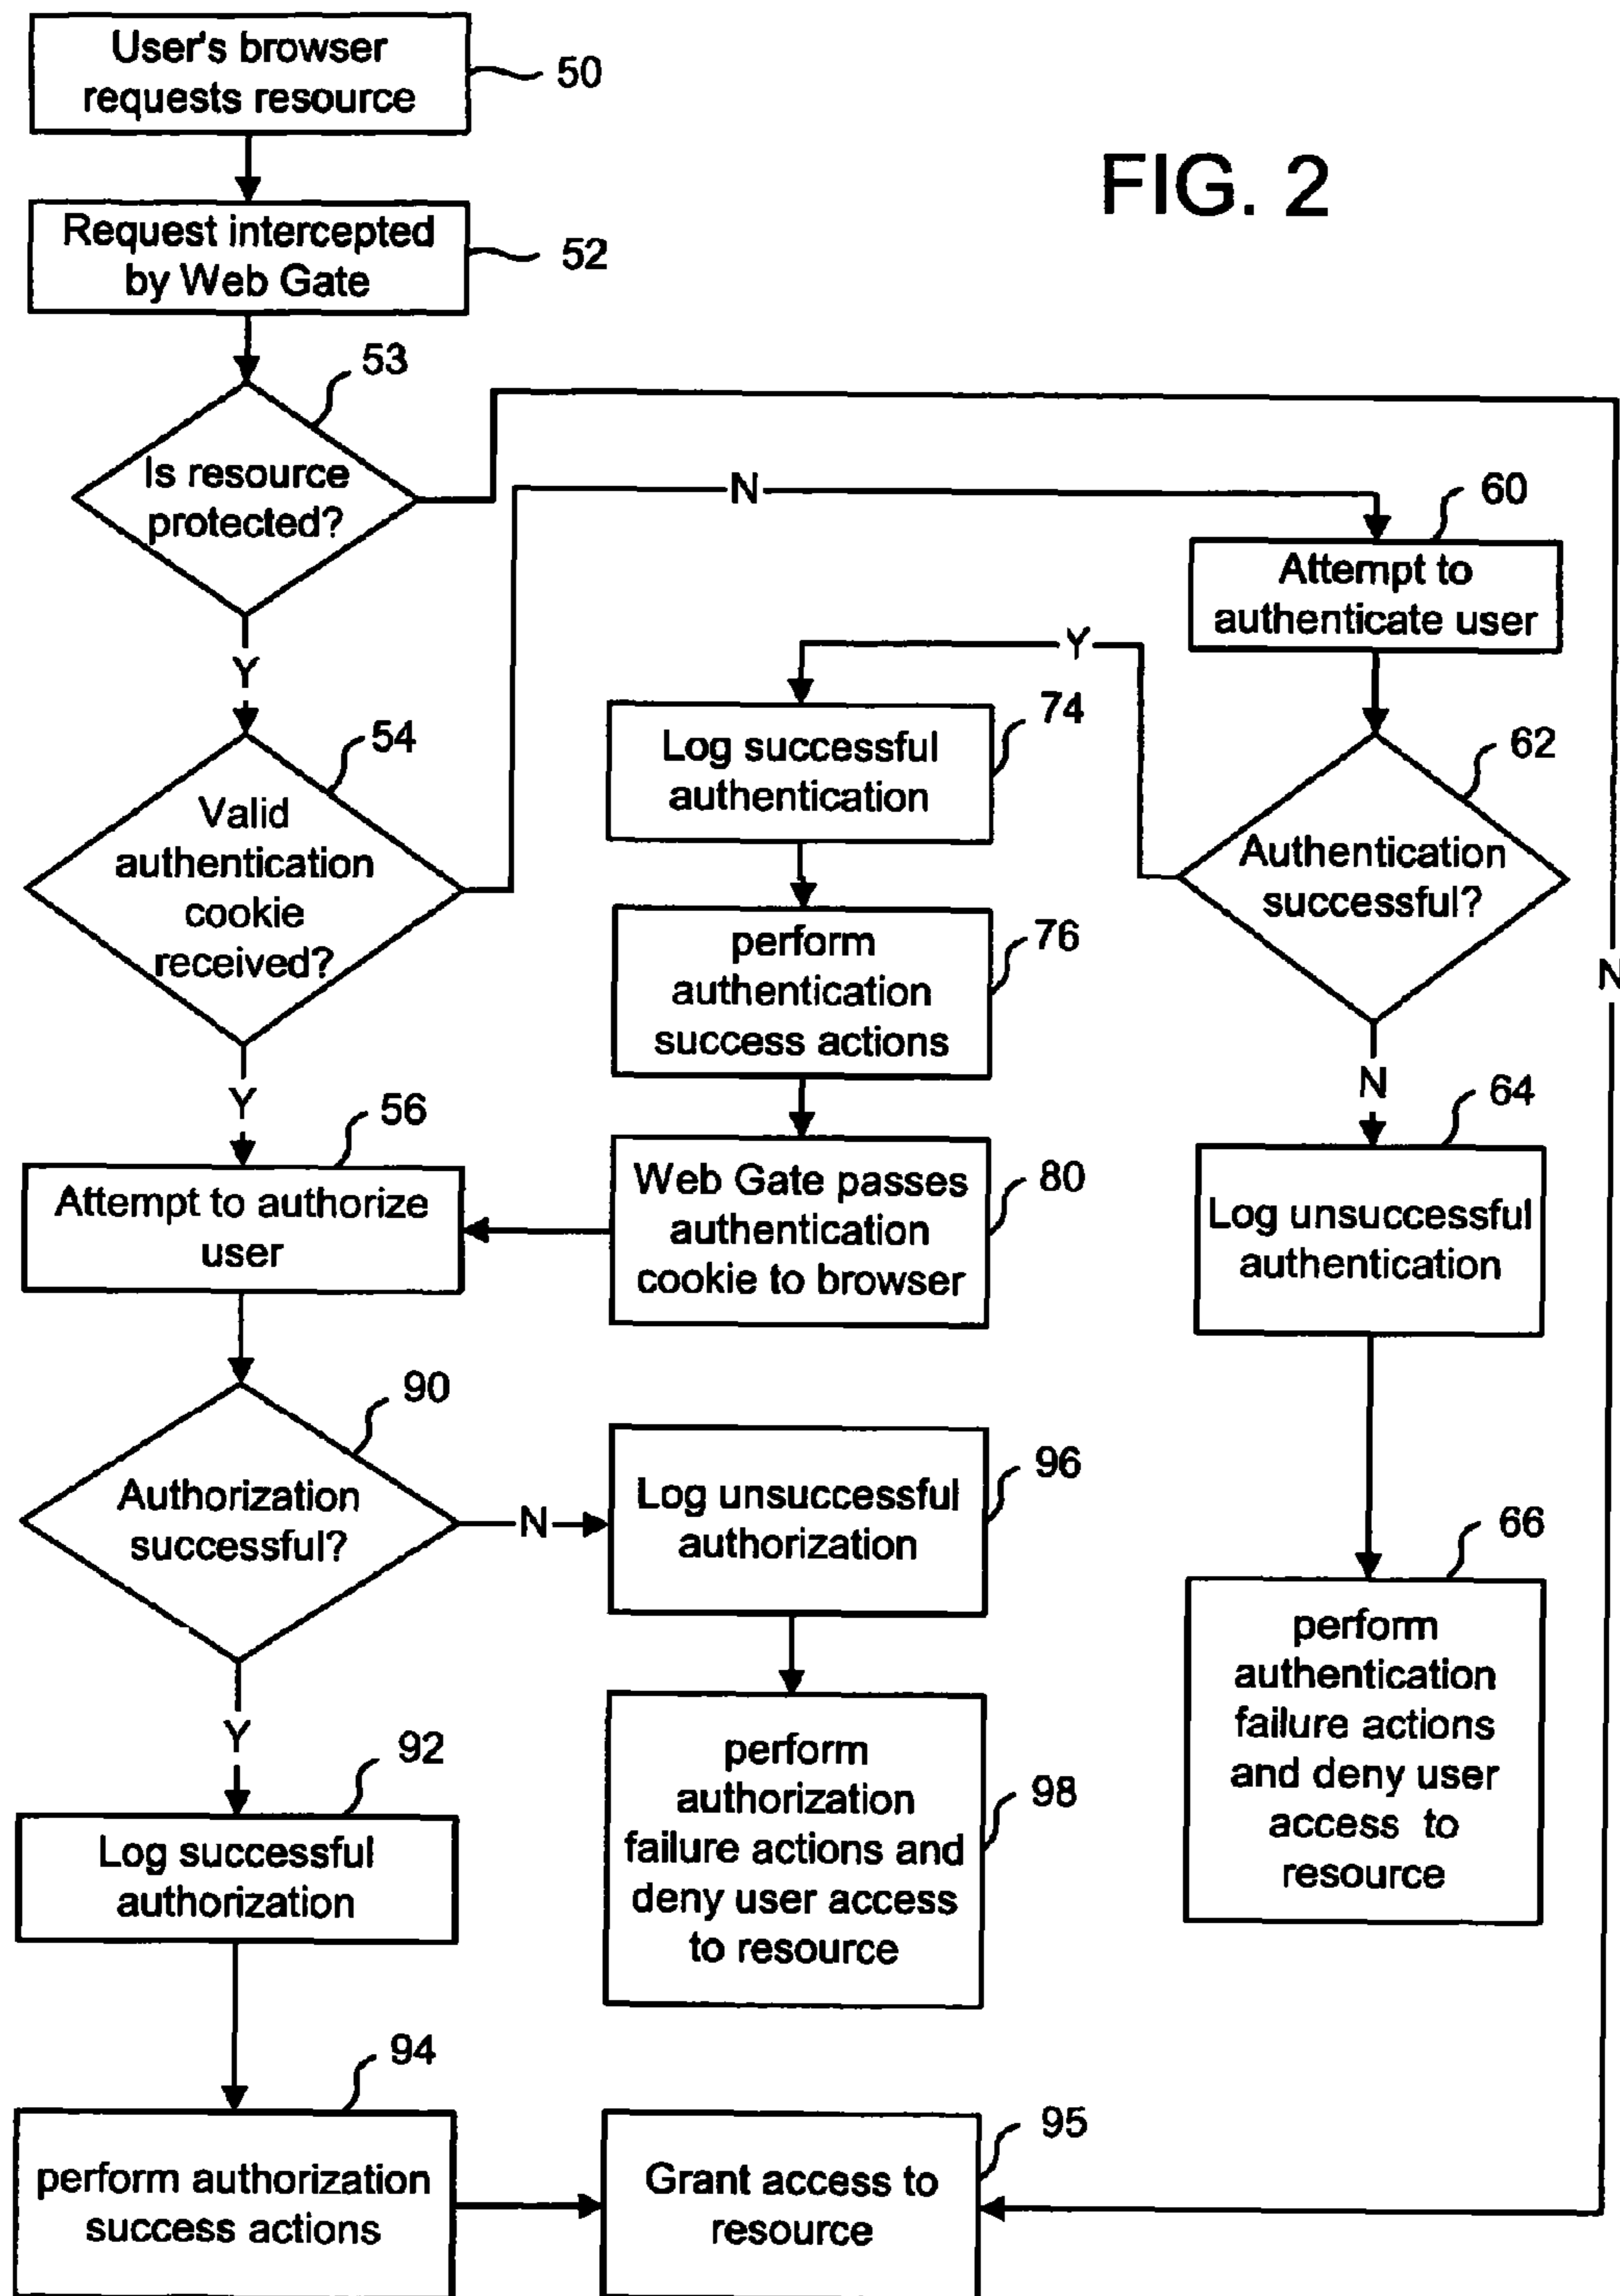 User's browser
requests resource
50
FIG. 2
Request intercepted
by Web Gate
52
53
Is resource
protected?
N
60
Attempt to
authenticate user
Y
Y
74
54
62
Log successful
authentication
Valid
authentication
cookie
received?
Authentication
successful?
76
perform
authentication
success actions
N
N
Y
56
64
80
Web Gate passes
authentication
cookie to browser
Attempt to authorize
user
Log unsuccessful
authentication
90
96
Log unsuccessful
authorization
Authorization
successful?
N
66
perform
authentication
failure actions
and deny user
access to
resource
Y
92
98
perform
authorization
failure actions and
deny user access
to resource
Log successful
authorization
94
95
perform authorization
success actions
Grant access to
resource